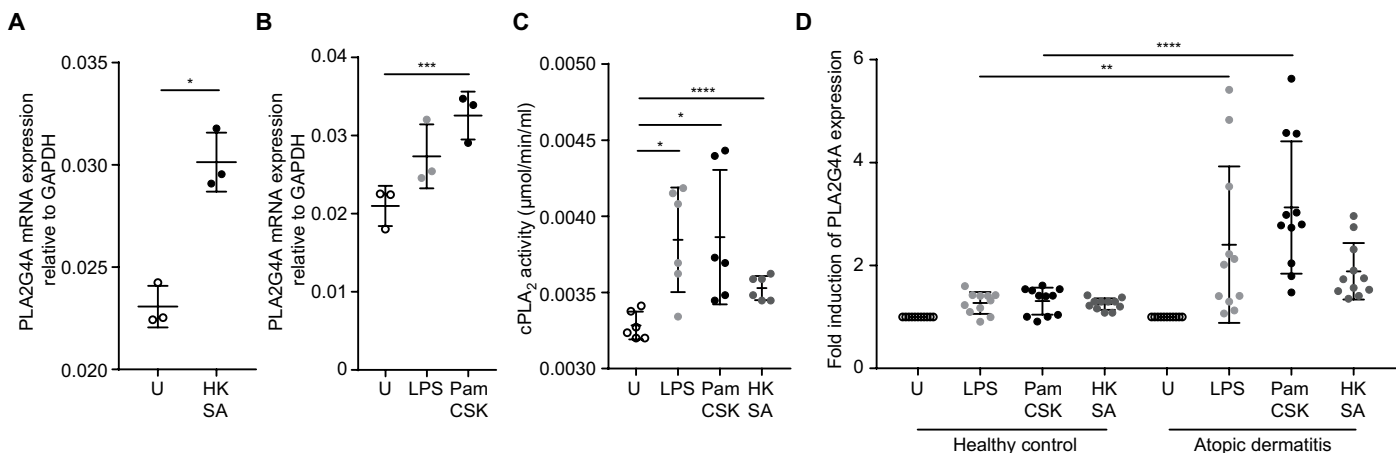 A
PLA2G4A mRNA expression
relative to GAPDH
0.035
0.030
0.025
0.020
*
U
HK
SA
B
PLA2G4A mRNA expression
relative to GAPDH
0.04
0.03
0.02
0.01
0
***
U
LPS
Pam
CSK
C
cPLA2 activity (μmol/min/ml)
0.0050
0.0045
0.0040
0.0035
0.0030
****
*
*
U
LPS
Pam
CSK
HK
SA
D
Fold induction of PLA2G4A expression
6
4
2
0
****
**
U
LPS
Pam
CSK
HK
SA
U
LPS
Pam
CSK
HK
SA
Healthy control
Atopic dermatitis